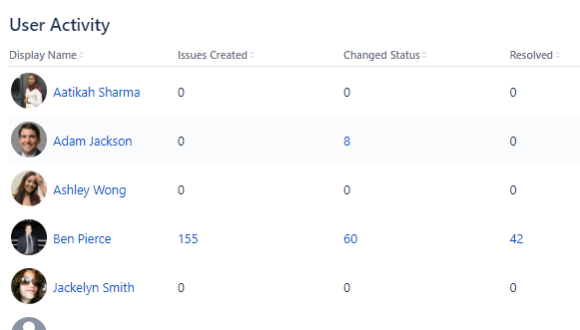 User Activity
Display Name Issues Created Changed Status Resolved
Aatikah Sharma 0 0 0
Adam Jackson 0 8 0
Ashley Wong 0 0 0
Ben Pierce 155 60 42
Jackelyn Smith 0 0 0